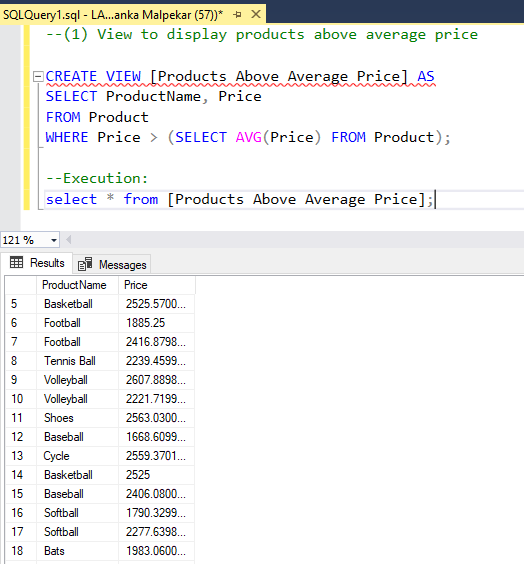 SQLQuery1.sql - LA...anka Malpekar (57))*
--(1) View to display products above average price
CREATE VIEW [Products Above Average Price] AS
SELECT ProductName, Price
FROM Product
WHERE Price > (SELECT AVG(Price) FROM Product);
--Execution:
select * from [Products Above Average Price];
121 %
Results Messages
ProductName Price
5 Basketball 2525.5700...
6 Football 1885.25
7 Football 2416.8798...
8 Tennis Ball 2239.4599...
9 Volleyball 2607.8898...
10 Volleyball 2221.7199...
11 Shoes 2563.0300...
12 Baseball 1668.6099...
13 Cycle 2559.3701...
14 Basketball 2525
15 Baseball 2406.0800...
16 Softball 1790.3299...
17 Softball 2277.6398...
18 Bats 1983.0600...